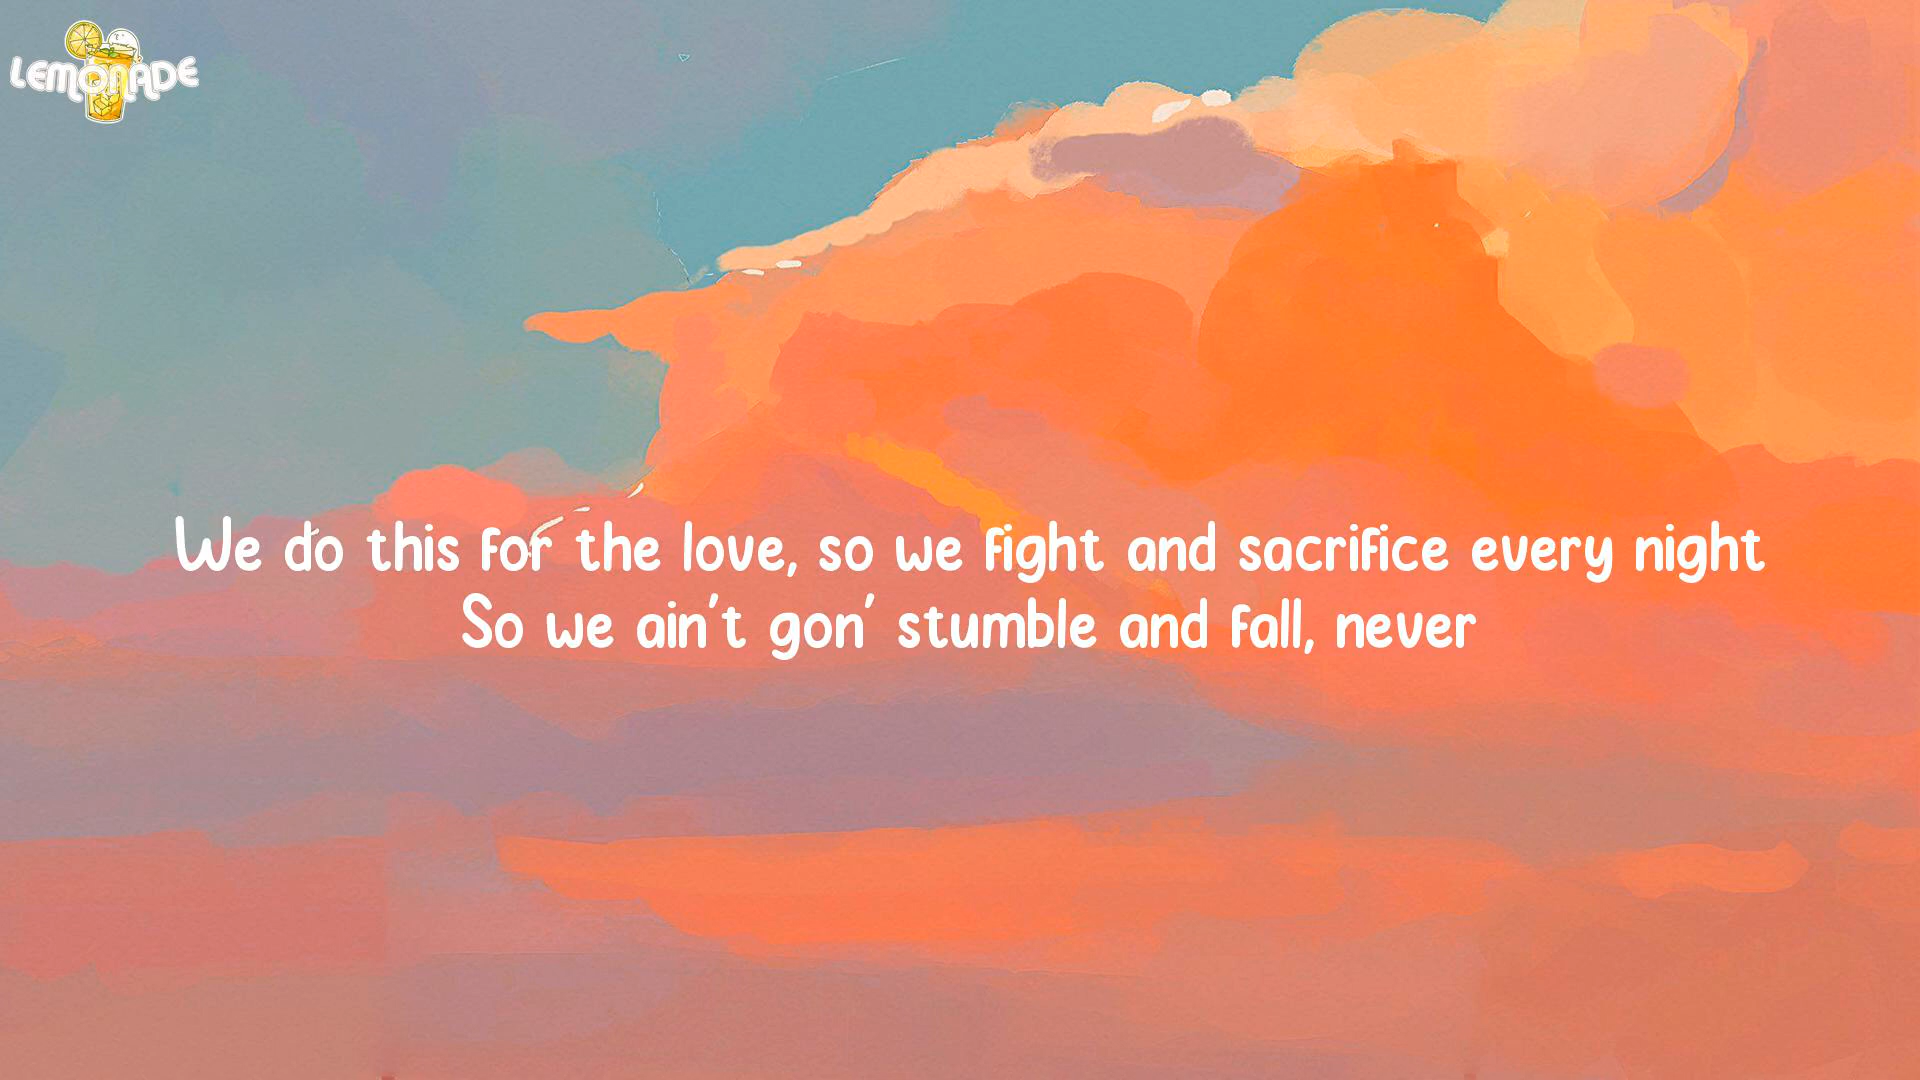 LEMONADE
We do this for the love, so we fight and sacrifice every night
So we ain't gon' stumble and fall, never